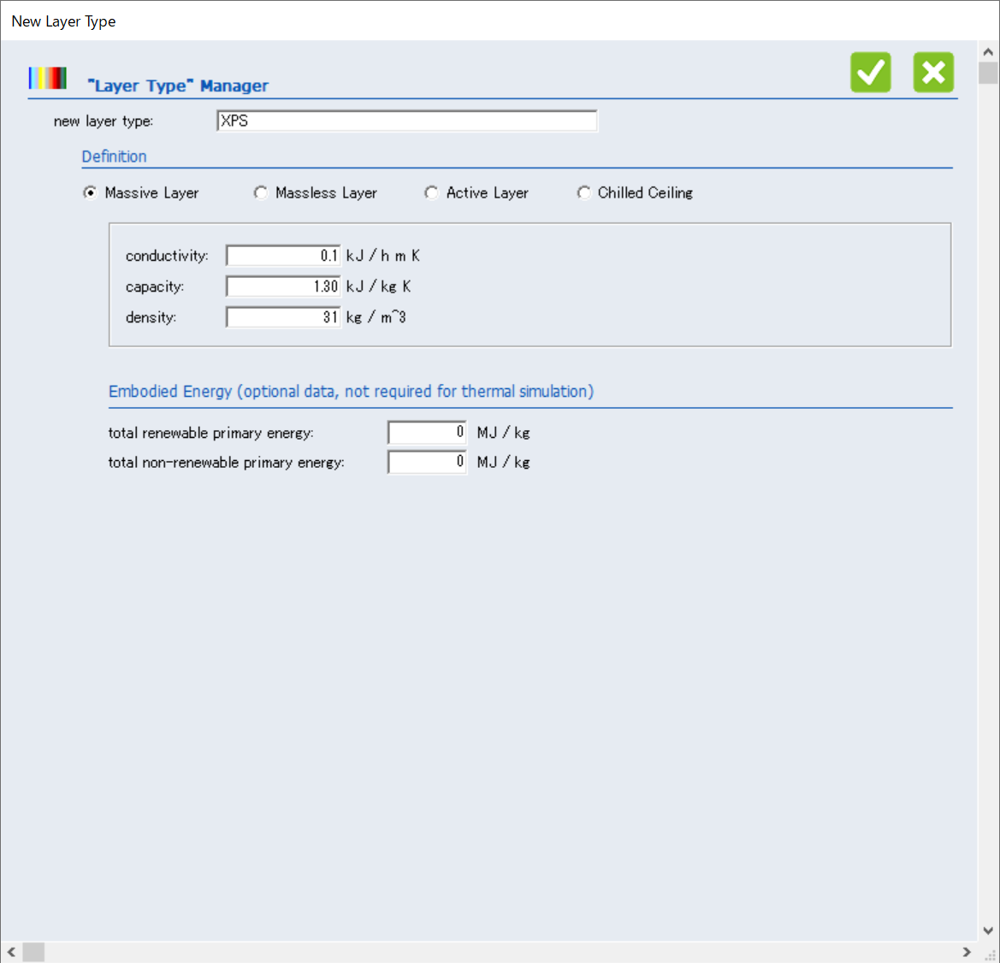 New Layer Type
"Layer Type" Manager
new layer type: XPS
Definition
Massive Layer Massless Layer Active Layer Chilled Ceiling
conductivity: 0.1 kJ / h m K
capacity: 1.30 kJ / kg K
density: 31 kg / m^3
Embodied Energy (optional data, not required for thermal simulation)
total renewable primary energy: 0 MJ / kg
total non-renewable primary energy: 0 MJ / kg